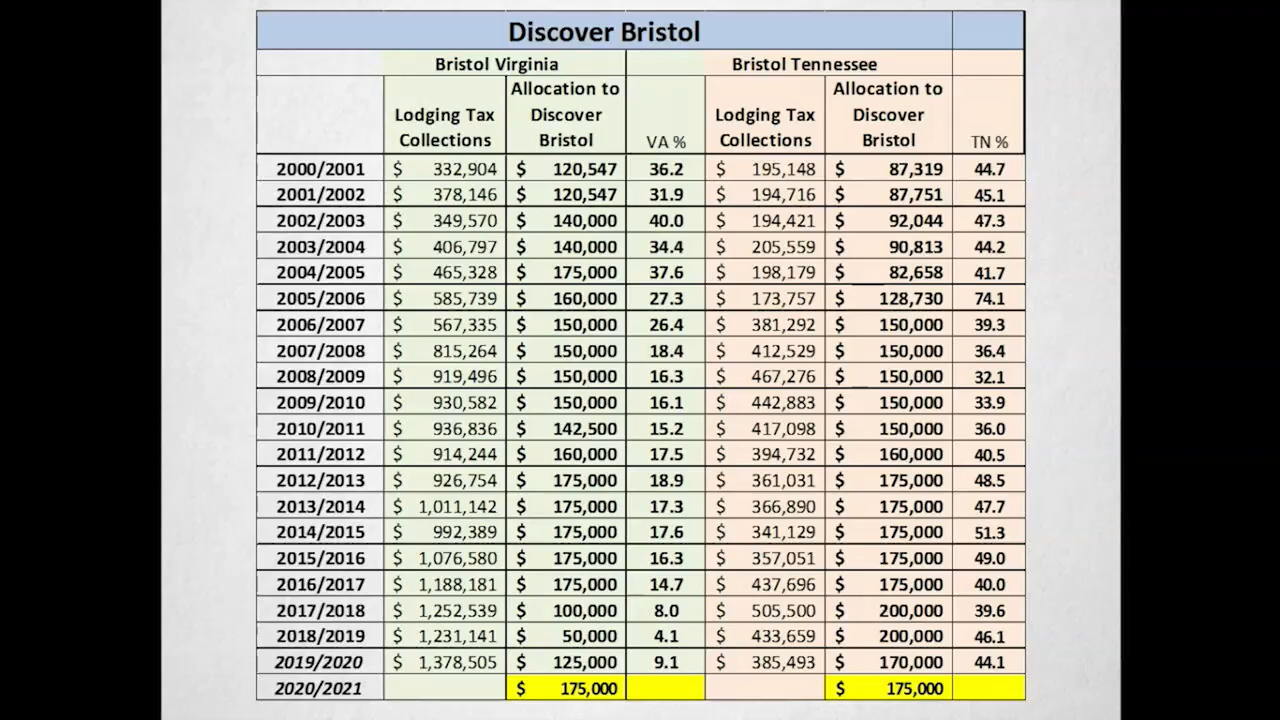 Discover Bristol
Bristol Virginia Bristol Tennessee
Lodging Tax Collections Allocation to Discover Bristol VA % Lodging Tax Collections Allocation to Discover Bristol TN %
2000/2001 $ 332,904 $ 120,547 36.2 $ 195,148 $ 87,319 44.7
2001/2002 $ 378,146 $ 120,547 31.9 $ 194,716 $ 87,751 45.1
2002/2003 $ 349,570 $ 140,000 40.0 $ 194,421 $ 92,044 47.3
2003/2004 $ 406,797 $ 140,000 34.4 $ 205,559 $ 90,813 44.2
2004/2005 $ 465,328 $ 175,000 37.6 $ 198,179 $ 82,658 41.7
2005/2006 $ 585,739 $ 160,000 27.3 $ 173,757 $ 128,730 74.1
2006/2007 $ 567,335 $ 150,000 26.4 $ 381,292 $ 150,000 39.3
2007/2008 $ 815,264 $ 150,000 18.4 $ 412,529 $ 150,000 36.4
2008/2009 $ 919,496 $ 150,000 16.3 $ 467,276 $ 150,000 32.1
2009/2010 $ 930,582 $ 150,000 16.1 $ 442,883 $ 150,000 33.9
2010/2011 $ 936,836 $ 142,500 15.2 $ 417,098 $ 150,000 36.0
2011/2012 $ 914,244 $ 160,000 17.5 $ 394,732 $ 160,000 40.5
2012/2013 $ 926,754 $ 175,000 18.9 $ 361,031 $ 175,000 48.5
2013/2014 $ 1,011,142 $ 175,000 17.3 $ 366,890 $ 175,000 47.7
2014/2015 $ 992,389 $ 175,000 17.6 $ 341,129 $ 175,000 51.3
2015/2016 $ 1,076,580 $ 175,000 16.3 $ 357,051 $ 175,000 49.0
2016/2017 $ 1,188,181 $ 175,000 14.7 $ 437,696 $ 175,000 40.0
2017/2018 $ 1,252,539 $ 100,000 8.0 $ 505,500 $ 200,000 39.6
2018/2019 $ 1,231,141 $ 50,000 4.1 $ 433,659 $ 200,000 46.1
2019/2020 $ 1,378,505 $ 125,000 9.1 $ 385,493 $ 170,000 44.1
2020/2021 $ 175,000 $ 175,000